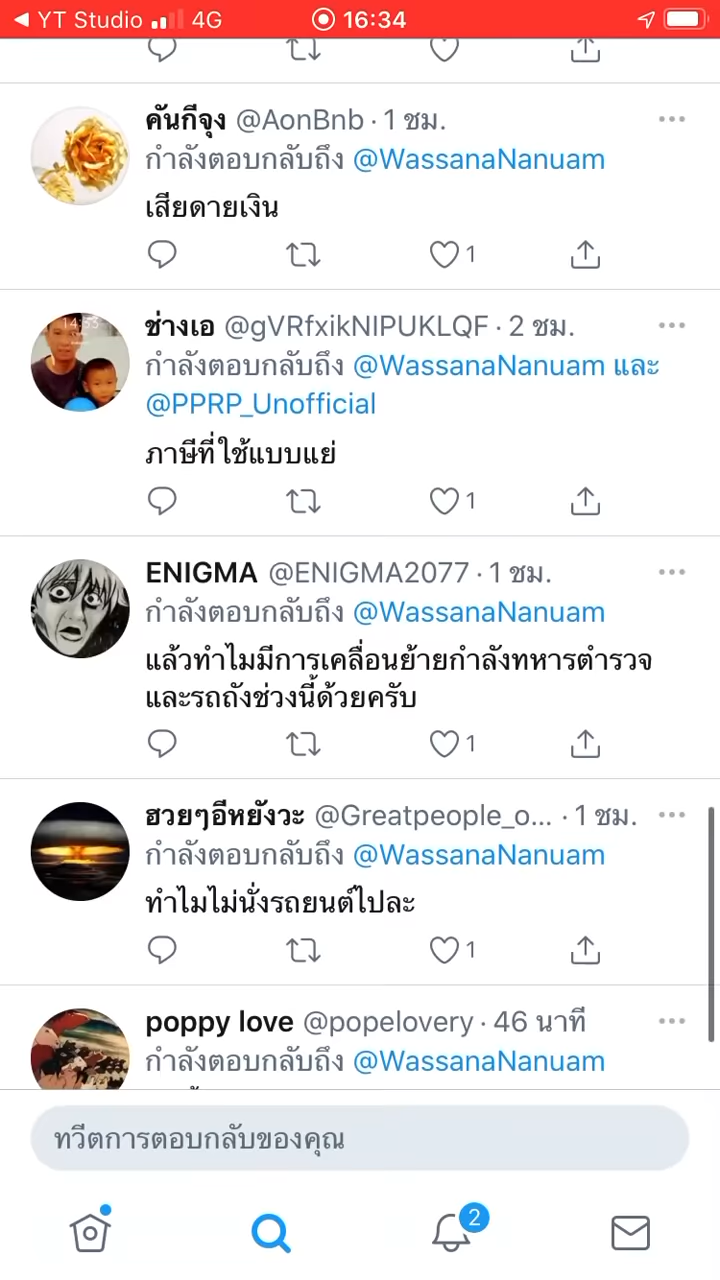 ◀ YT Studio 4G 16:34
คันกีจุง @AonBnb · 1 ชม.
กำลังตอบกลับถึง @WassanaNanuam
เสียดายเงิน
1
14:53
ช่างเอ @gVRfxikNIPUKLQF · 2 ชม.
กำลังตอบกลับถึง @WassanaNanuam และ
@PPRP_Unofficial
ภาษีที่ใช้แบบแย่
1
ENIGMA @ENIGMA2077 · 1 ชม.
กำลังตอบกลับถึง @WassanaNanuam
แล้วทำไมมีการเคลื่อนย้ายกำลังทหารตำรวจ
และรถถังช่วงนี้ด้วยครับ
1
ฮวยๆอีหยังวะ @Greatpeople_o... · 1 ชม.
กำลังตอบกลับถึง @WassanaNanuam
ทำไมไม่นั่งรถยนต์ไปละ
1
poppy love @popelovery · 46 นาที
กำลังตอบกลับถึง @WassanaNanuam
ทวีตการตอบกลับของคุณ
2